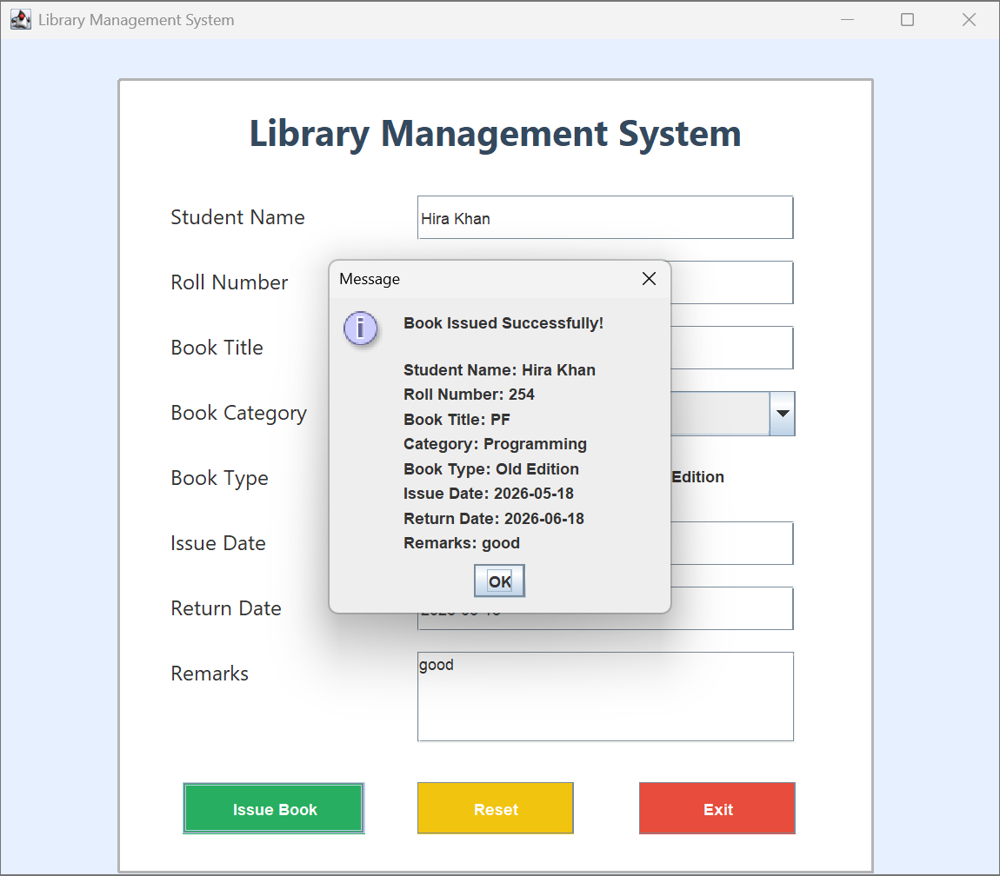 Library Management System
Library Management System
Student Name
Hira Khan
Roll Number
Message
Book Issued Successfully!
Book Title
Student Name: Hira Khan
Roll Number: 254
Book Category
Book Title: PF
Category: Programming
Book Type
Book Type: Old Edition
Edition
Issue Date: 2026-05-18
Return Date: 2026-06-18
Issue Date
Remarks: good
OK
Return Date
Remarks
good
Issue Book
Reset
Exit